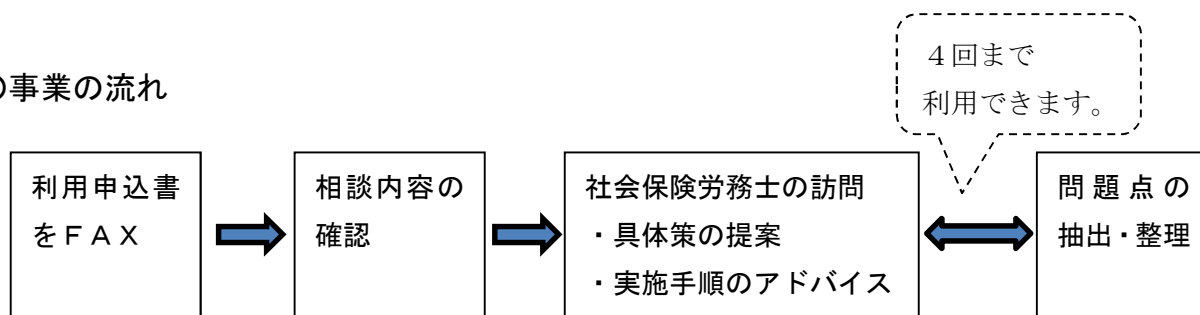 の事業の流れ
4回まで
利用できます。
利用申込書
をFAX
相談内容の
確認
社会保険労務士の訪問
・具体策の提案
・実施手順のアドバイス
問題点の
抽出・整理